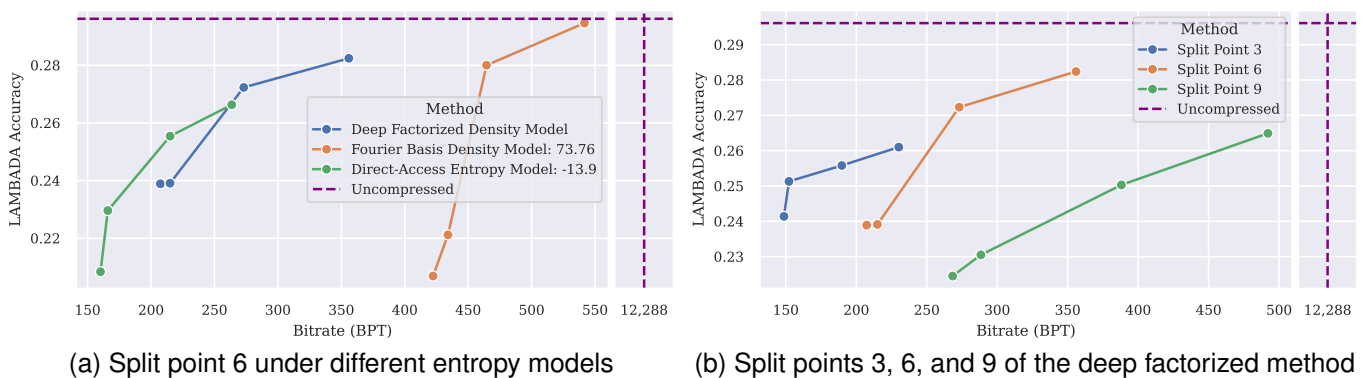 LAMBADA Accuracy
0.28
0.26
0.24
0.22
Method
Deep Factorized Density Model
Fourier Basis Density Model: 73.76
Direct-Access Entropy Model: -13.9
Uncompressed
150 200 250 300 350 400 450 500 550 12,288
Bitrate (BPT)
(a) Split point 6 under different entropy models
LAMBADA Accuracy
0.29
0.28
0.27
0.26
0.25
0.24
0.23
Method
Split Point 3
Split Point 6
Split Point 9
Uncompressed
150 200 250 300 350 400 450 500 12,288
Bitrate (BPT)
(b) Split points 3, 6, and 9 of the deep factorized method